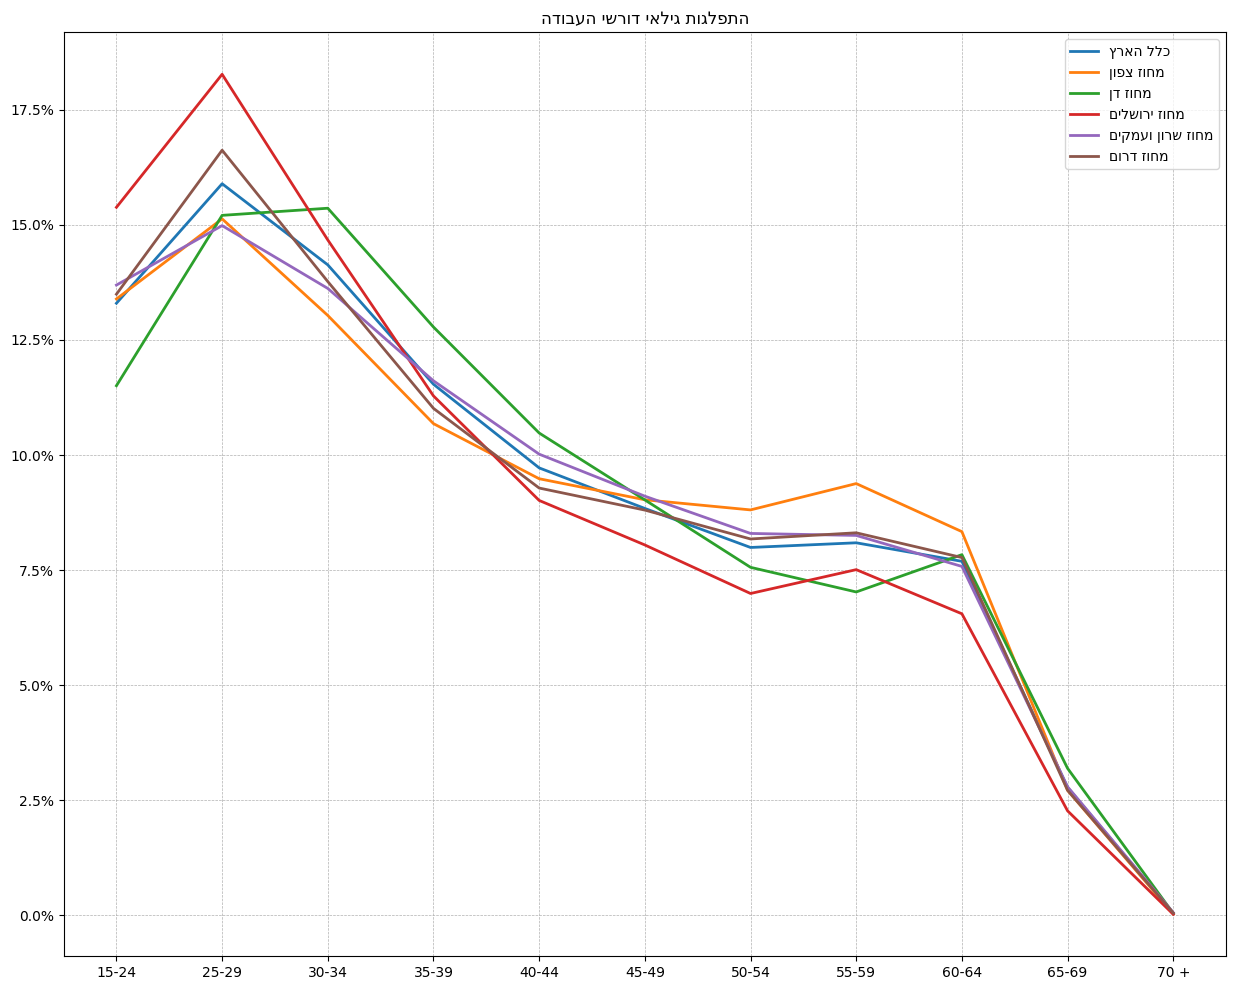 התפלגות גילאי דורשי העבודה
כלל הארץ
מחוז צפון
מחוז דן
מחוז ירושלים
מחוז שרון ועמקים
מחוז דרום
17.5%
15.0%
12.5%
10.0%
7.5%
5.0%
2.5%
0.0%
15-24 25-29 30-34 35-39 40-44 45-49 50-54 55-59 60-64 65-69 70 +